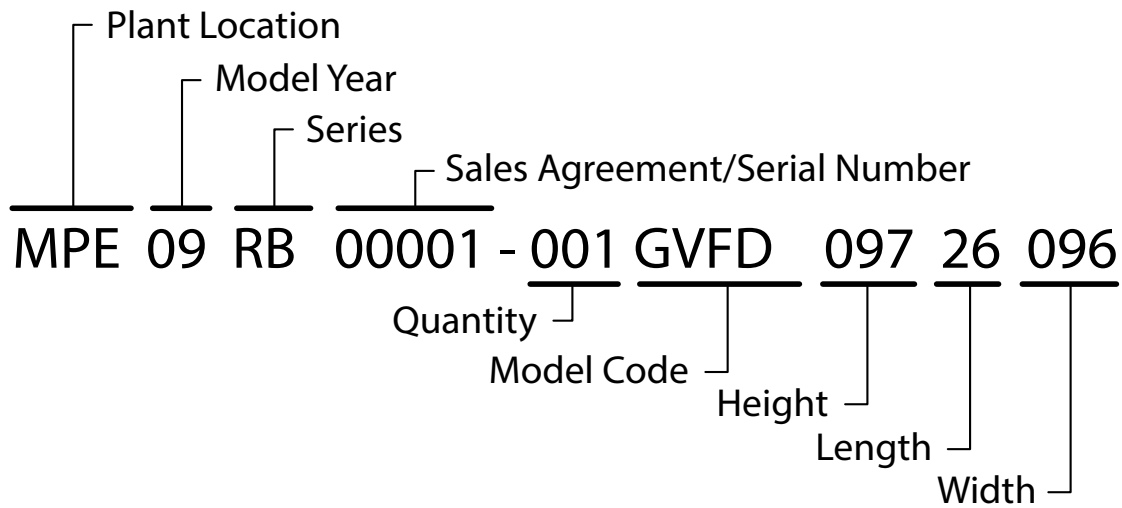 Plant Location
Model Year
Series
Sales Agreement/Serial Number
MPE 09 RB 00001 - 001 GVFD 097 26 096
Quantity
Model Code
Height
Length
Width